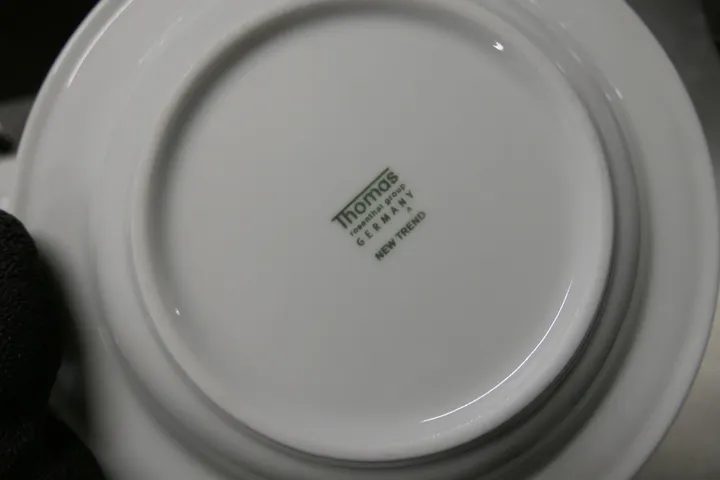 Thomas
rosenthal group
GERMANY
NEW TREND